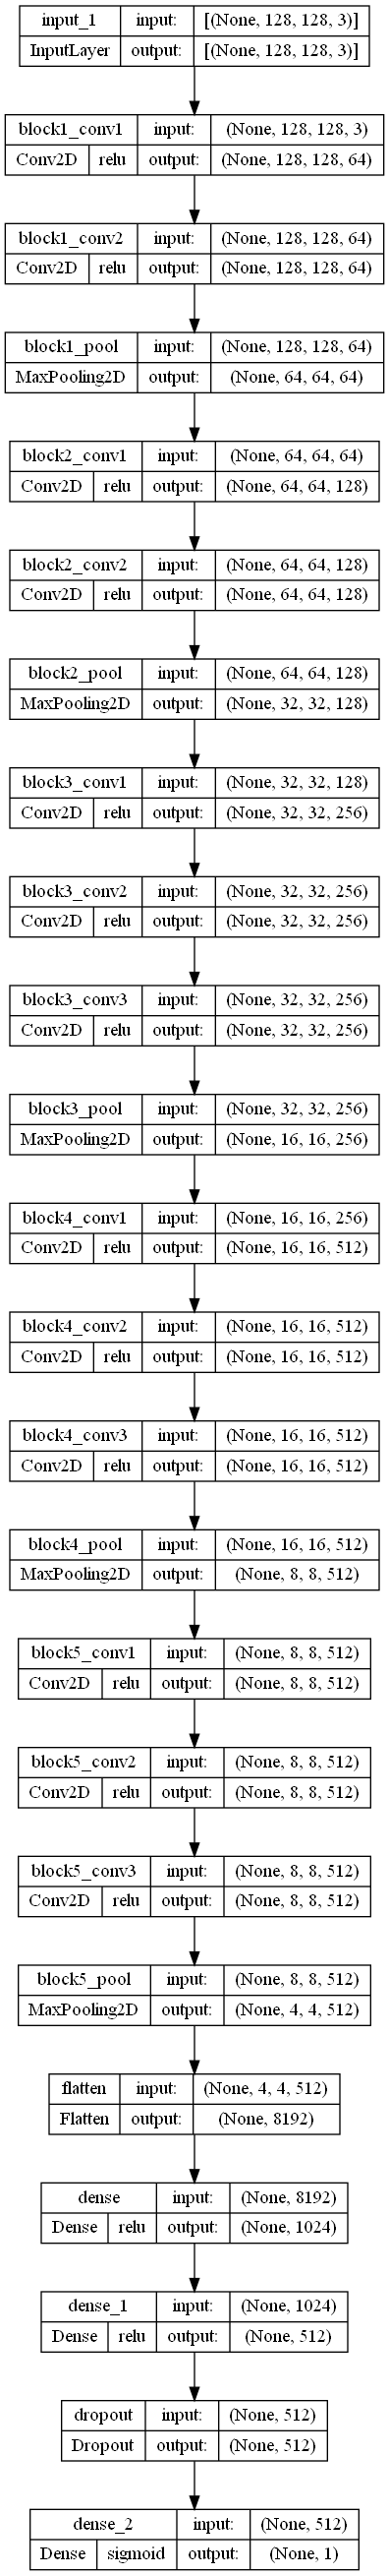 input_1 input: [(None, 128, 128, 3)]
InputLayer output: [(None, 128, 128, 3)]
block1_conv1 input: (None, 128, 128, 3)
Conv2D relu output: (None, 128, 128, 64)
block1_conv2 input: (None, 128, 128, 64)
Conv2D relu output: (None, 128, 128, 64)
block1_pool input: (None, 128, 128, 64)
MaxPooling2D output: (None, 64, 64, 64)
block2_conv1 input: (None, 64, 64, 64)
Conv2D relu output: (None, 64, 64, 128)
block2_conv2 input: (None, 64, 64, 128)
Conv2D relu output: (None, 64, 64, 128)
block2_pool input: (None, 64, 64, 128)
MaxPooling2D output: (None, 32, 32, 128)
block3_conv1 input: (None, 32, 32, 128)
Conv2D relu output: (None, 32, 32, 256)
block3_conv2 input: (None, 32, 32, 256)
Conv2D relu output: (None, 32, 32, 256)
block3_conv3 input: (None, 32, 32, 256)
Conv2D relu output: (None, 32, 32, 256)
block3_pool input: (None, 32, 32, 256)
MaxPooling2D output: (None, 16, 16, 256)
block4_conv1 input: (None, 16, 16, 256)
Conv2D relu output: (None, 16, 16, 512)
block4_conv2 input: (None, 16, 16, 512)
Conv2D relu output: (None, 16, 16, 512)
block4_conv3 input: (None, 16, 16, 512)
Conv2D relu output: (None, 16, 16, 512)
block4_pool input: (None, 16, 16, 512)
MaxPooling2D output: (None, 8, 8, 512)
block5_conv1 input: (None, 8, 8, 512)
Conv2D relu output: (None, 8, 8, 512)
block5_conv2 input: (None, 8, 8, 512)
Conv2D relu output: (None, 8, 8, 512)
block5_conv3 input: (None, 8, 8, 512)
Conv2D relu output: (None, 8, 8, 512)
block5_pool input: (None, 8, 8, 512)
MaxPooling2D output: (None, 4, 4, 512)
flatten input: (None, 4, 4, 512)
Flatten output: (None, 8192)
dense input: (None, 8192)
Dense relu output: (None, 1024)
dense_1 input: (None, 1024)
Dense relu output: (None, 512)
dropout input: (None, 512)
Dropout output: (None, 512)
dense_2 input: (None, 512)
Dense sigmoid output: (None, 1)